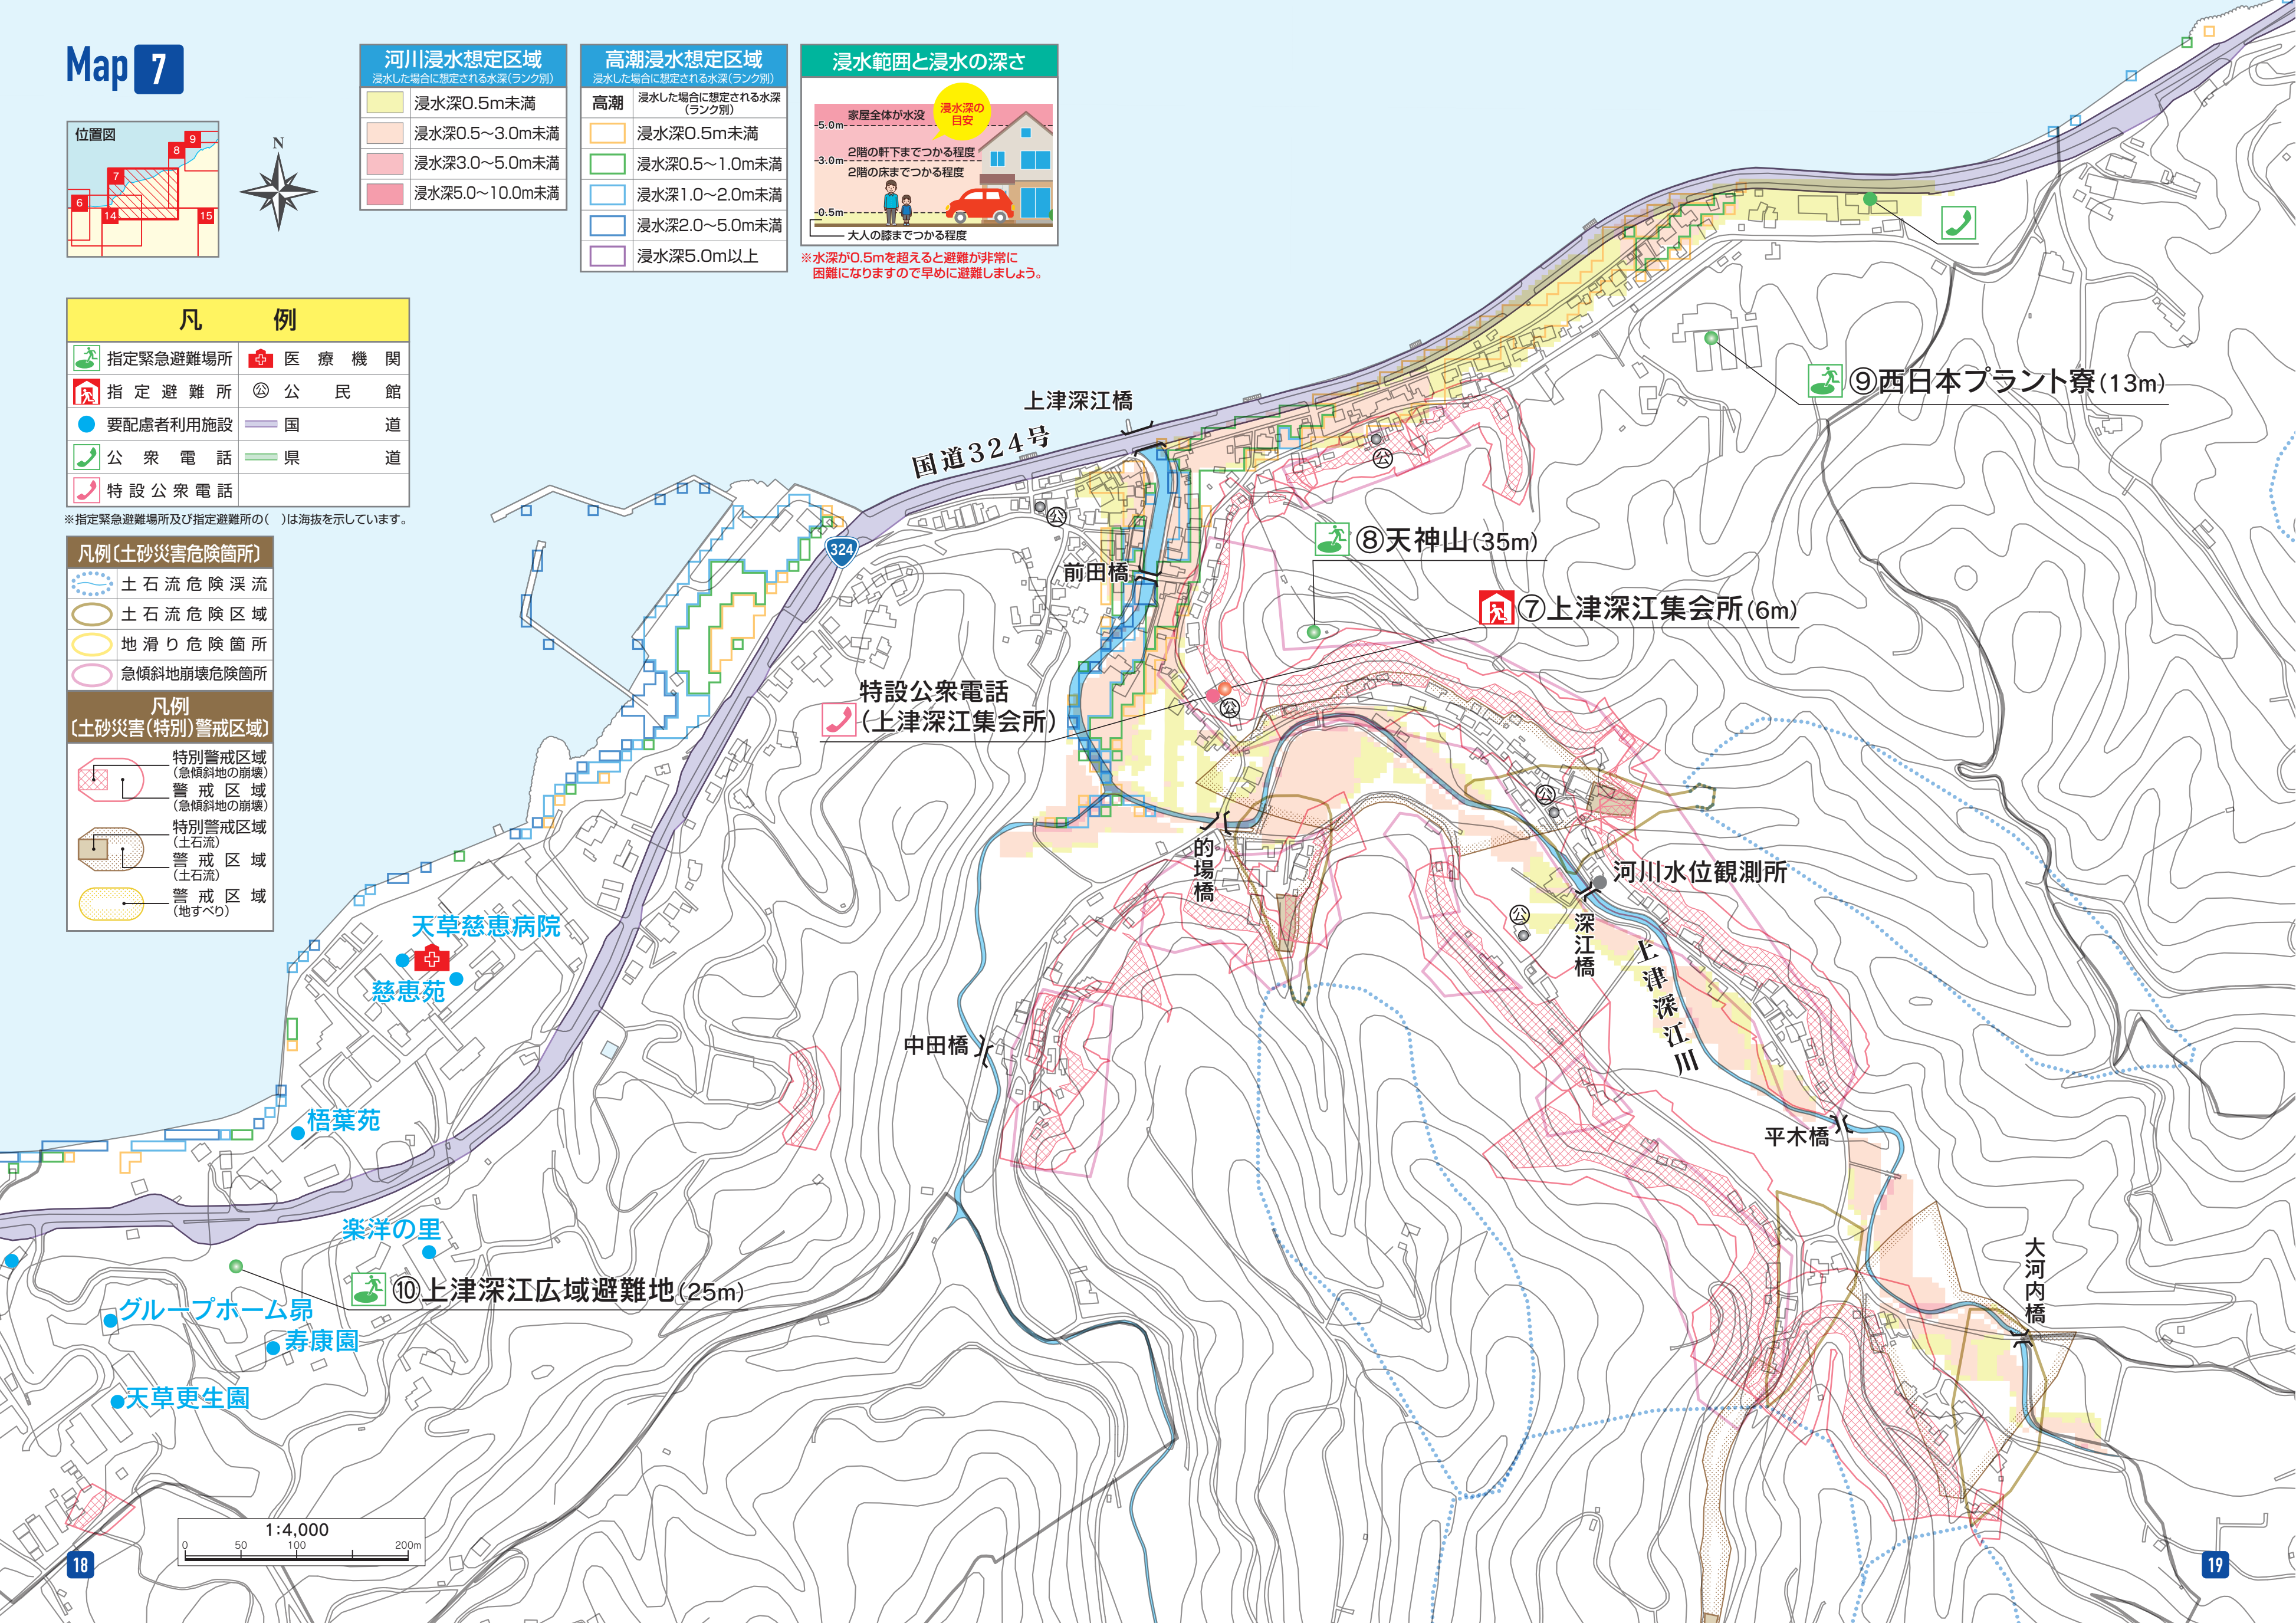 Map 7
位置図
9
8
7
6
14
15
N
河川浸水想定区域
浸水した場合に想定される水深(ランク別)
浸水深0.5m未満
浸水深0.5〜3.0m未満
浸水深3.0〜5.0m未満
浸水深5.0〜10.0m未満
高潮浸水想定区域
浸水した場合に想定される水深(ランク別)
高潮
浸水した場合に想定される水深
(ランク別)
浸水深0.5m未満
浸水深0.5〜1.0m未満
浸水深1.0〜2.0m未満
浸水深2.0〜5.0m未満
浸水深5.0m以上
浸水範囲と浸水の深さ
家屋全体が水没
浸水深の
目安
5.0m
2階の軒下までつかる程度
3.0m
2階の床までつかる程度
0.5m
大人の膝までつかる程度
※水深が0.5mを超えると避難が非常に
困難になりますので早めに避難しましょう。
凡例
指定緊急避難場所 医療機関
指定避難所 公 公民館
要配慮者利用施設 国道
公衆電話 県道
特設公衆電話
※指定緊急避難場所及び指定避難所の( )は海抜を示しています。
凡例〔土砂災害危険箇所〕
土石流危険渓流
土石流危険区域
地滑り危険箇所
急傾斜地崩壊危険箇所
凡例
〔土砂災害(特別)警戒区域〕
特別警戒区域
(急傾斜地の崩壊)
警戒区域
(急傾斜地の崩壊)
特別警戒区域
(土石流)
警戒区域
(土石流)
警戒区域
(地すべり)
上津深江橋
国道324号
324
公
公
前田橋
⑨西日本プラント寮(13m)
⑧天神山(35m)
⑦上津深江集会所(6m)
特設公衆電話
(上津深江集会所)
公
公
的場橋
河川水位観測所
公
深江橋
上津深江川
天草慈恵病院
慈恵苑
中田橋
梧葉苑
平木橋
楽洋の里
大河内橋
⑩上津深江広域避難地(25m)
グループホーム昴
寿康園
天草更生園
1:4,000
0 50 100 200m
18
19